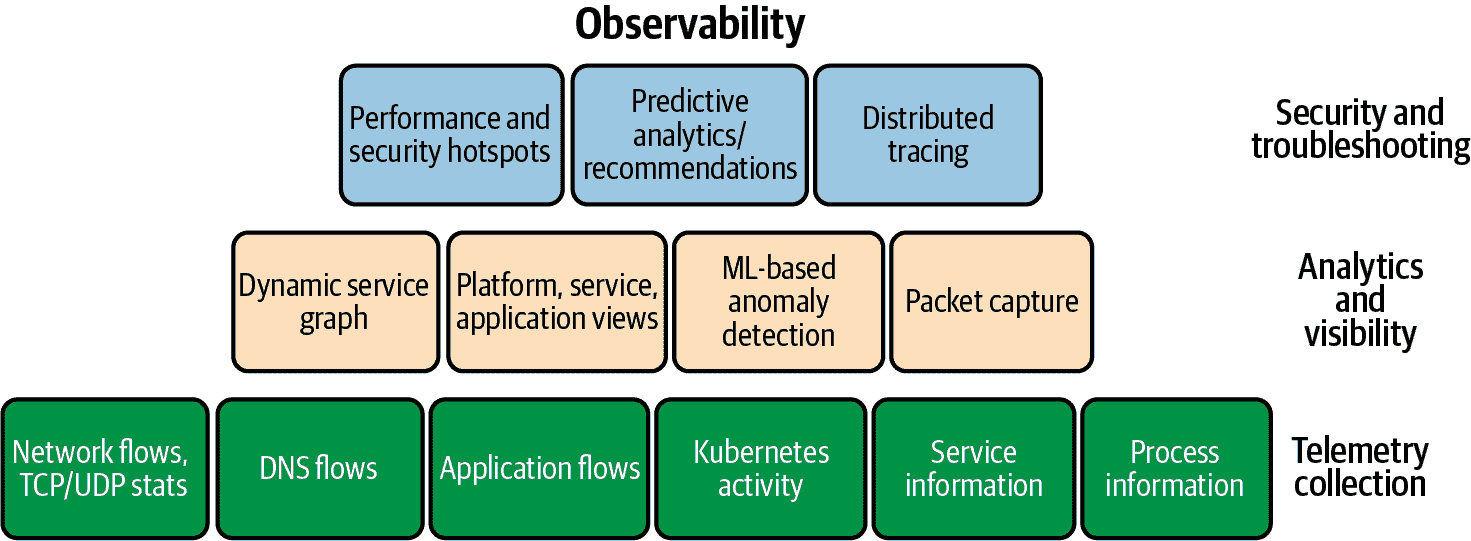 Observability
Performance and
security hotspots
Predictive
analytics/
recommendations
Distributed
tracing
Security and
troubleshooting
Dynamic service
graph
Platform, service,
application views
ML-based
anomaly
detection
Packet capture
Analytics
and
visibility
Network flows,
TCP/UDP stats
DNS flows
Application flows
Kubernetes
activity
Service
information
Process
information
Telemetry
collection